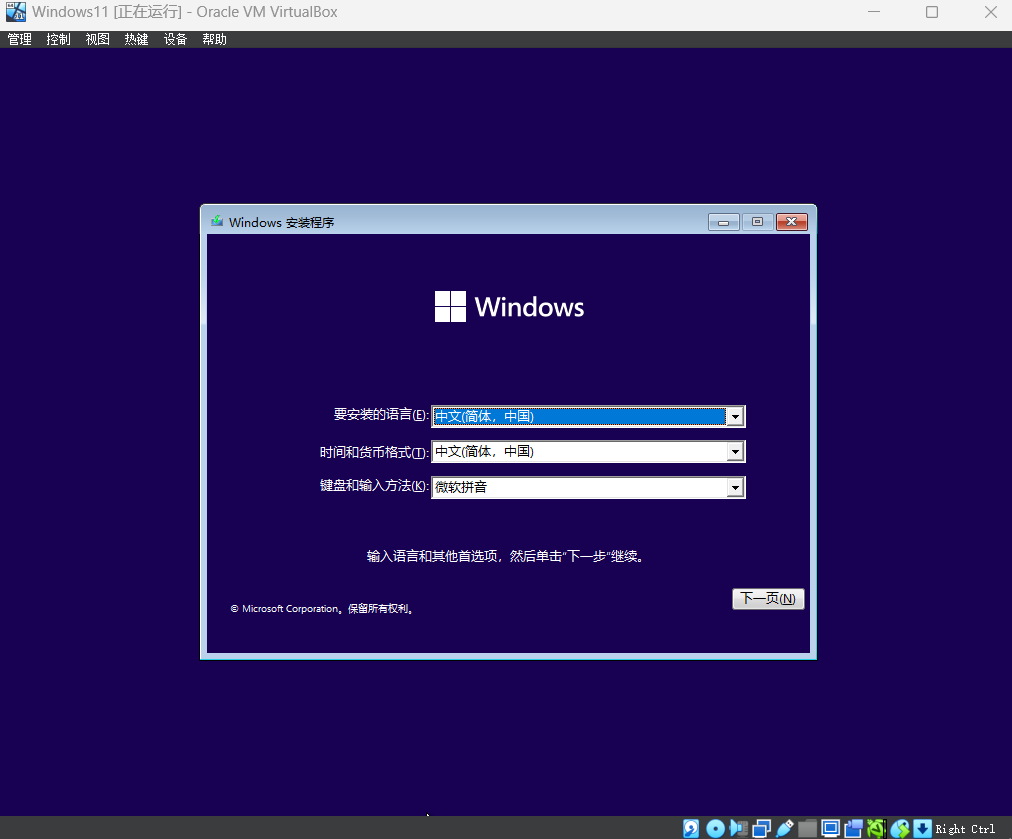 Windows11 [正在运行] - Oracle VM VirtualBox
管理 控制 视图 热键 设备 帮助
Windows 安装程序
Windows
要安装的语言(E): 中文(简体，中国)
时间和货币格式(T): 中文(简体，中国)
键盘和输入方法(K): 微软拼音
输入语言和其他首选项，然后单击“下一步”继续。
下一页(N)
© Microsoft Corporation。保留所有权利。
Right Ctrl